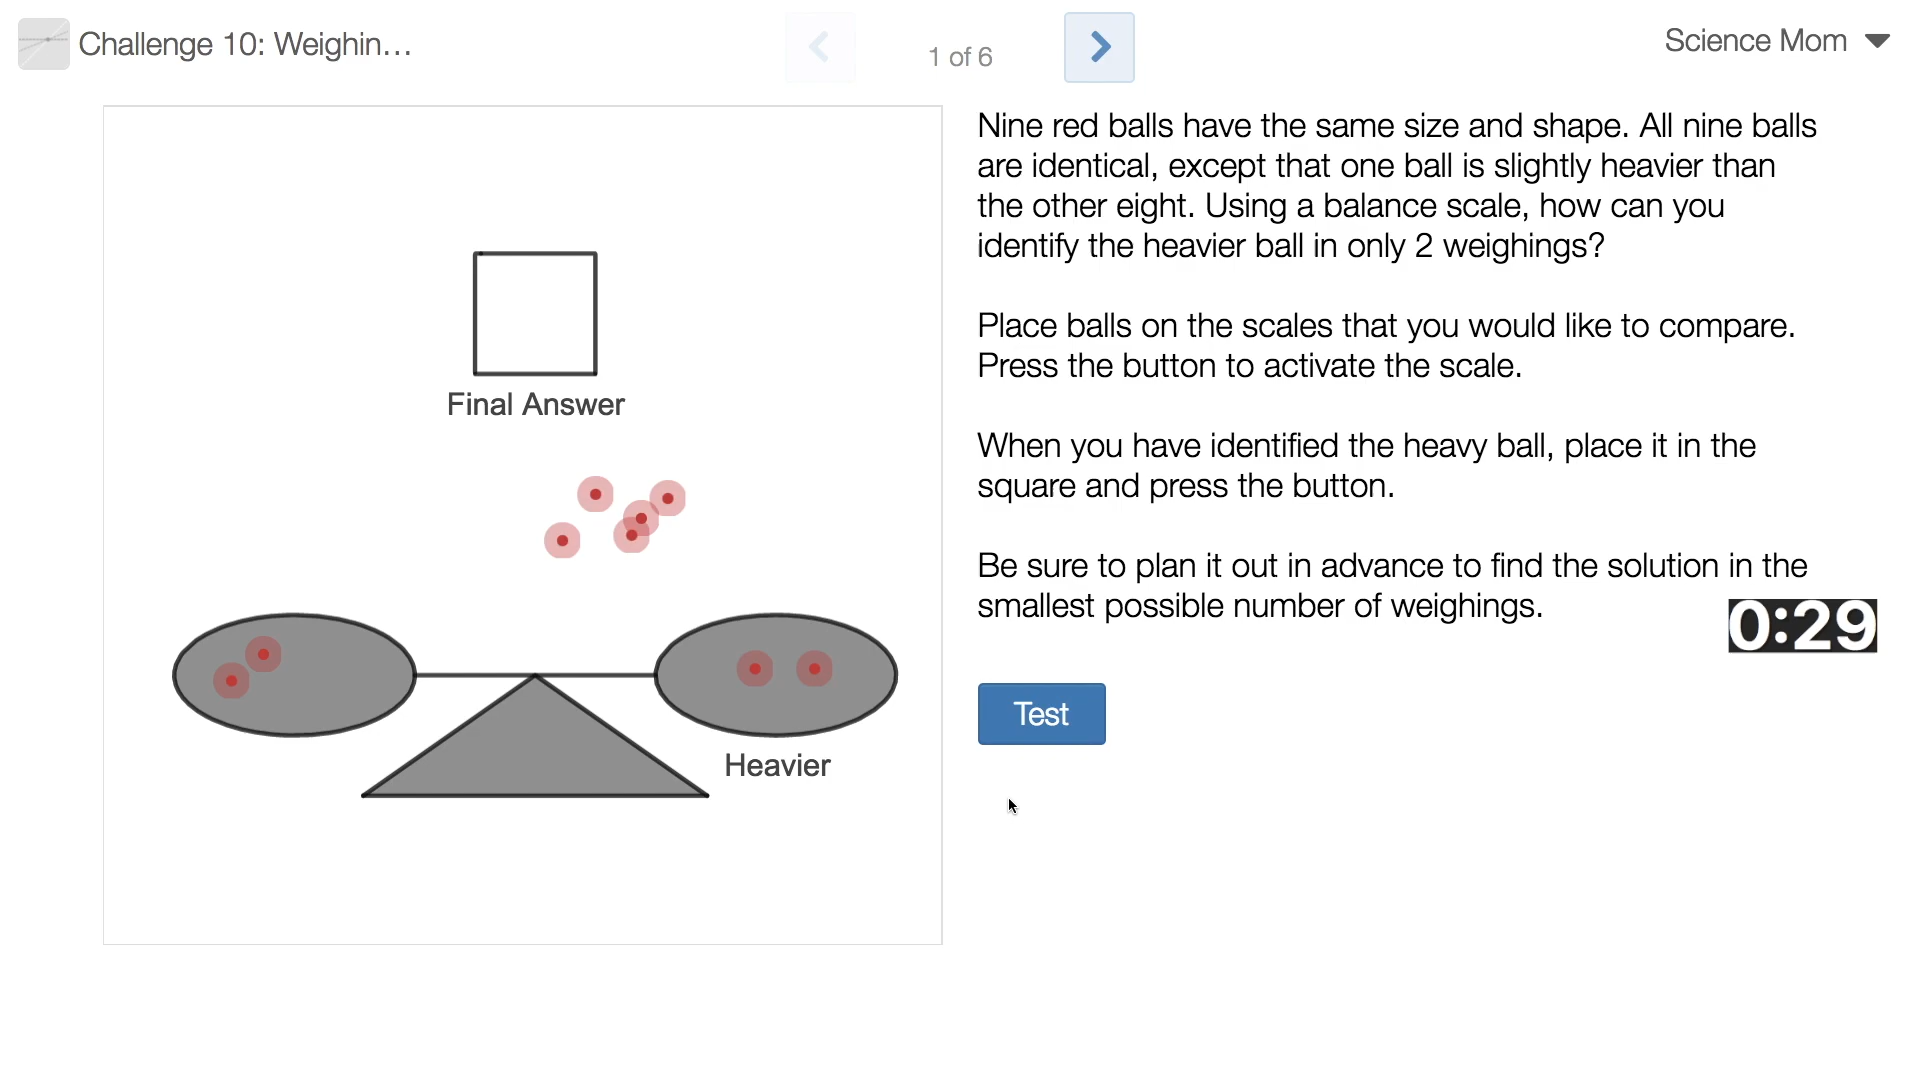 Challenge 10: Weighin...
1 of 6
Science Mom
Nine red balls have the same size and shape. All nine balls
are identical, except that one ball is slightly heavier than
the other eight. Using a balance scale, how can you
identify the heavier ball in only 2 weighings?
Place balls on the scales that you would like to compare.
Press the button to activate the scale.
When you have identified the heavy ball, place it in the
square and press the button.
Be sure to plan it out in advance to find the solution in the
smallest possible number of weighings.
0:29
Test
Final Answer
Heavier